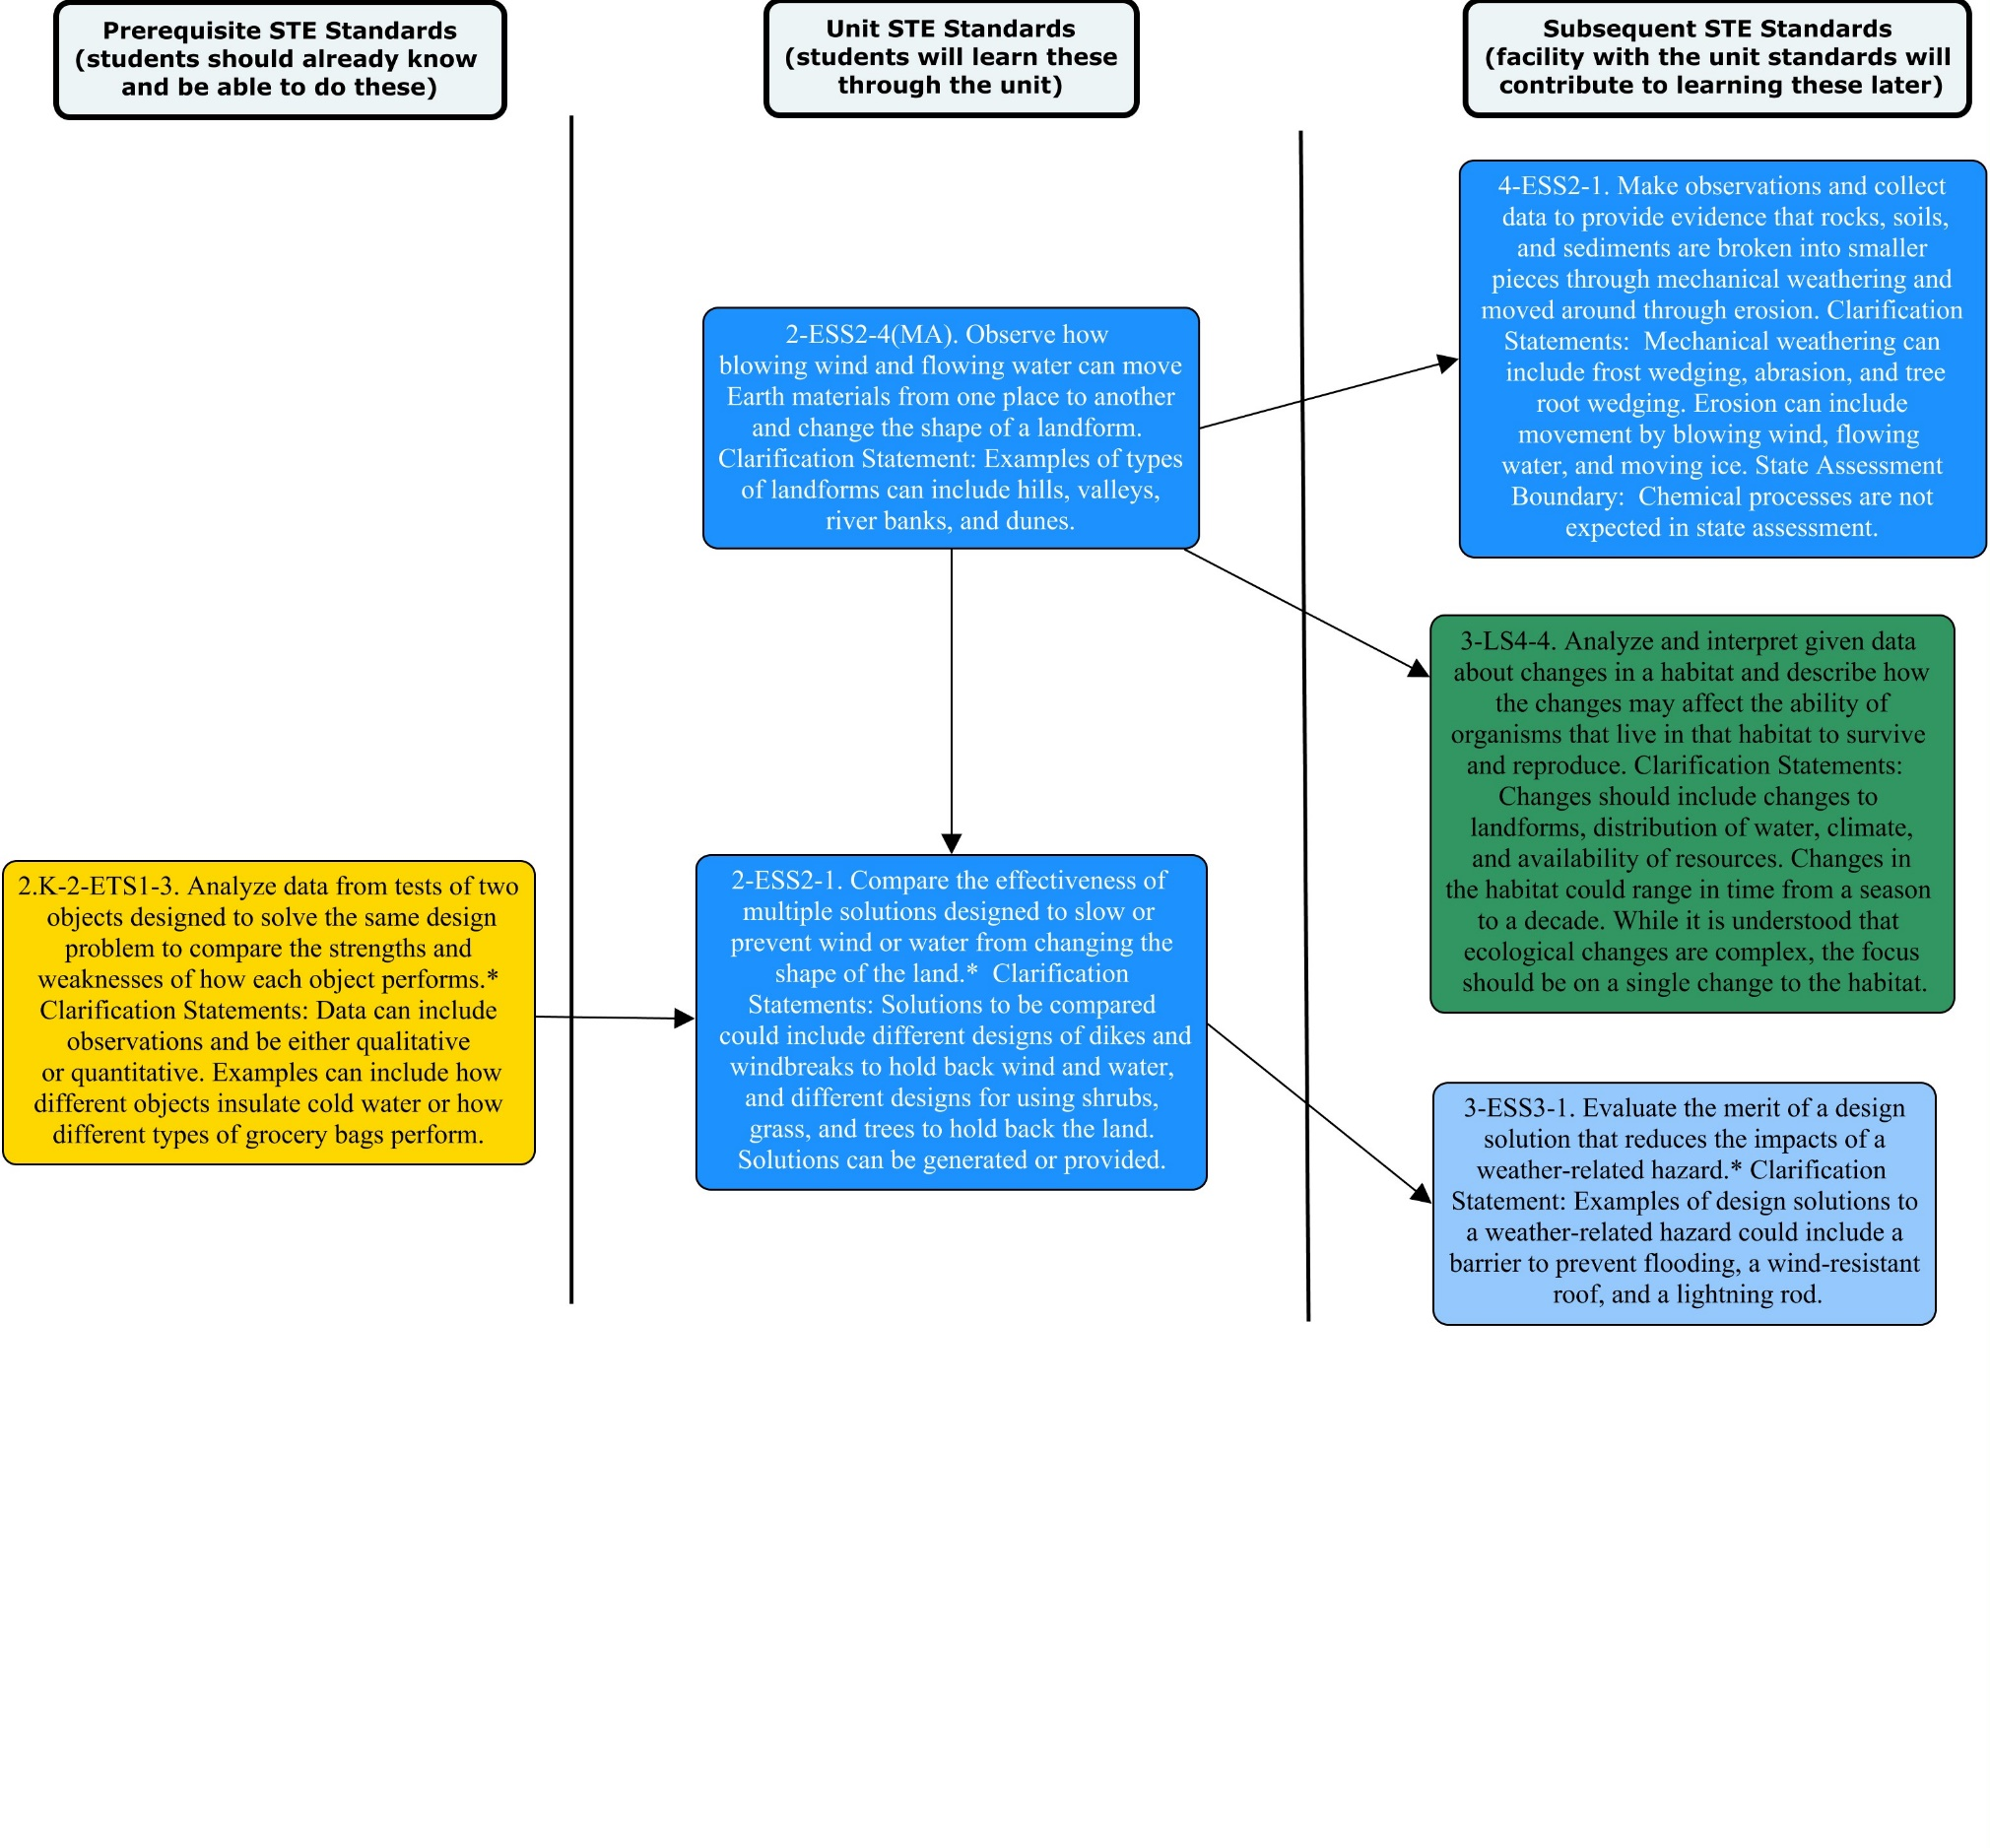 Prerequisite STE Standards
(students should already know
and be able to do these)
Unit STE Standards
(students will learn these
through the unit)
Subsequent STE Standards
(facility with the unit standards will
contribute to learning these later)
4-ESS2-1. Make observations and collect
data to provide evidence that rocks, soils,
and sediments are broken into smaller
pieces through mechanical weathering and
moved around through erosion. Clarification
Statements:  Mechanical weathering can
include frost wedging, abrasion, and tree
root wedging. Erosion can include
movement by blowing wind, flowing
water, and moving ice. State Assessment
Boundary:  Chemical processes are not
expected in state assessment.
2-ESS2-4(MA). Observe how
blowing wind and flowing water can move
Earth materials from one place to another
and change the shape of a landform.
Clarification Statement: Examples of types
of landforms can include hills, valleys,
river banks, and dunes.
3-LS4-4. Analyze and interpret given data
about changes in a habitat and describe how
the changes may affect the ability of
organisms that live in that habitat to survive
and reproduce. Clarification Statements:
Changes should include changes to
landforms, distribution of water, climate,
and availability of resources. Changes in
the habitat could range in time from a season
to a decade. While it is understood that
ecological changes are complex, the focus
should be on a single change to the habitat.
2.K-2-ETS1-3. Analyze data from tests of two
objects designed to solve the same design
problem to compare the strengths and
weaknesses of how each object performs.*
Clarification Statements: Data can include
observations and be either qualitative
or quantitative. Examples can include how
different objects insulate cold water or how
different types of grocery bags perform.
2-ESS2-1. Compare the effectiveness of
multiple solutions designed to slow or
prevent wind or water from changing the
shape of the land.*  Clarification
Statements: Solutions to be compared
could include different designs of dikes and
windbreaks to hold back wind and water,
and different designs for using shrubs,
grass, and trees to hold back the land.
Solutions can be generated or provided.
3-ESS3-1. Evaluate the merit of a design
solution that reduces the impacts of a
weather-related hazard.* Clarification
Statement: Examples of design solutions to
a weather-related hazard could include a
barrier to prevent flooding, a wind-resistant
roof, and a lightning rod.